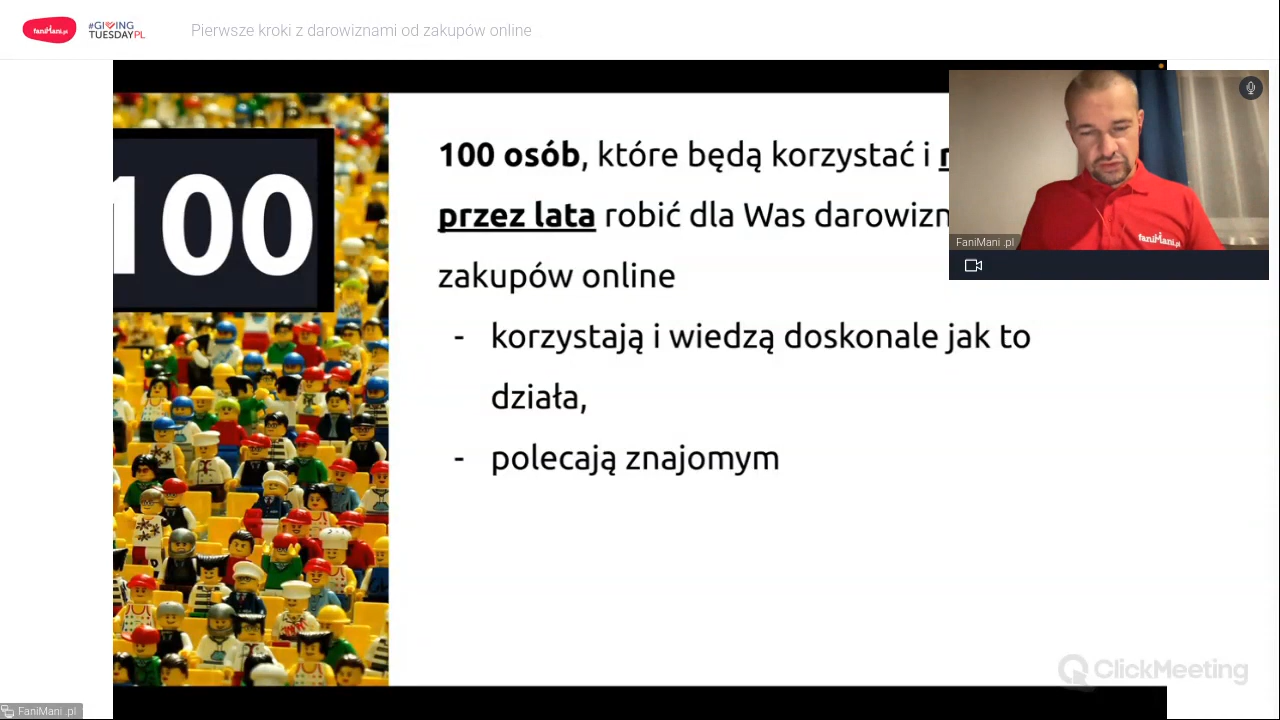 faniMani.pl
#GIVING
TUESDAYPL
Pierwsze kroki z darowiznami od zakupów online
100
100 osób, które będą korzystać i
przez lata robić dla Was
zakupów online
- korzystają i wiedzą doskonale jak to
działa,
- polecają znajomym
faniMani.pl
FaniMani .pl
ClickMeeting
FaniMani .pl